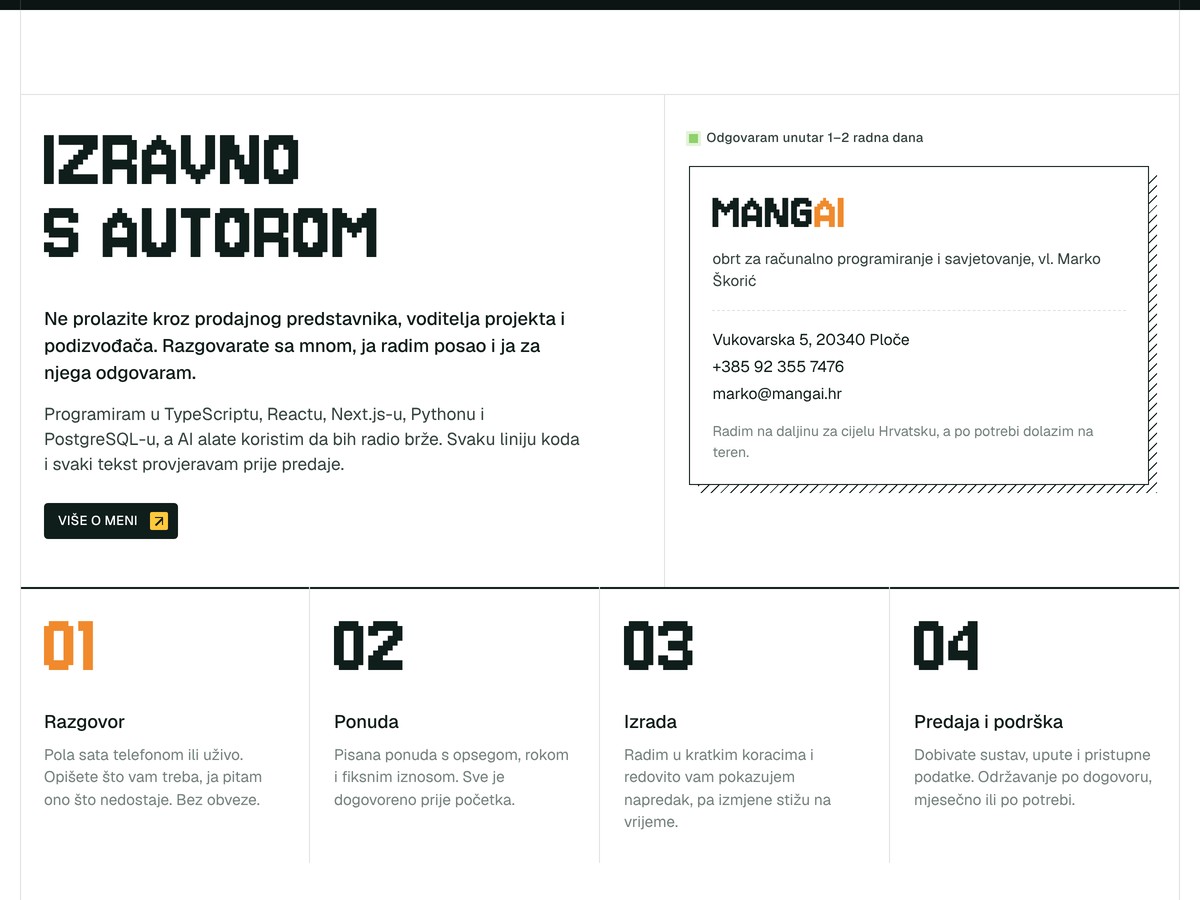 IZRAVNO
S AUTOROM
Ne prolazite kroz prodajnog predstavnika, voditelja projekta i
podizvođača. Razgovarate sa mnom, ja radim posao i ja za
njega odgovaram.
Programiram u TypeScriptu, Reactu, Next.js-u, Pythonu i
PostgreSQL-u, a AI alate koristim da bih radio brže. Svaku liniju koda
i svaki tekst provjeravam prije predaje.
VIŠE O MENI
Odgovaram unutar 1–2 radna dana
MANGAI
obrt za računalno programiranje i savjetovanje, vl. Marko
Škorić
Vukovarska 5, 20340 Ploče
+385 92 355 7476
marko@mangai.hr
Radim na daljinu za cijelu Hrvatsku, a po potrebi dolazim na
teren.
01
Razgovor
Pola sata telefonom ili uživo.
Opišete što vam treba, ja pitam
ono što nedostaje. Bez obveze.
02
Ponuda
Pisana ponuda s opsegom, rokom
i fiksnim iznosom. Sve je
dogovoreno prije početka.
03
Izrada
Radim u kratkim koracima i
redovito vam pokazujem
napredak, pa izmjene stižu na
vrijeme.
04
Predaja i podrška
Dobivate sustav, upute i pristupne
podatke. Održavanje po dogovoru,
mjesečno ili po potrebi.